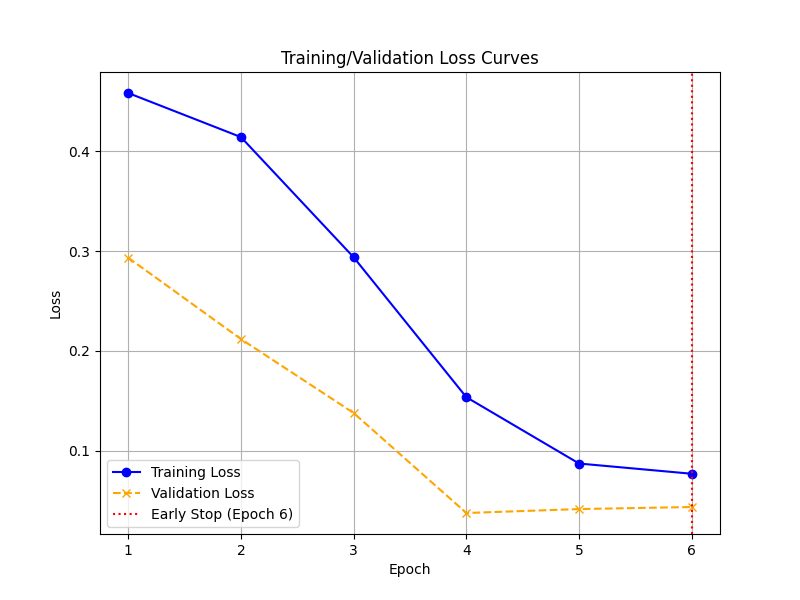 Training/Validation Loss Curves
Loss
0.4
0.3
0.2
0.1
Training Loss
Validation Loss
Early Stop (Epoch 6)
1 2 3 4 5 6
Epoch